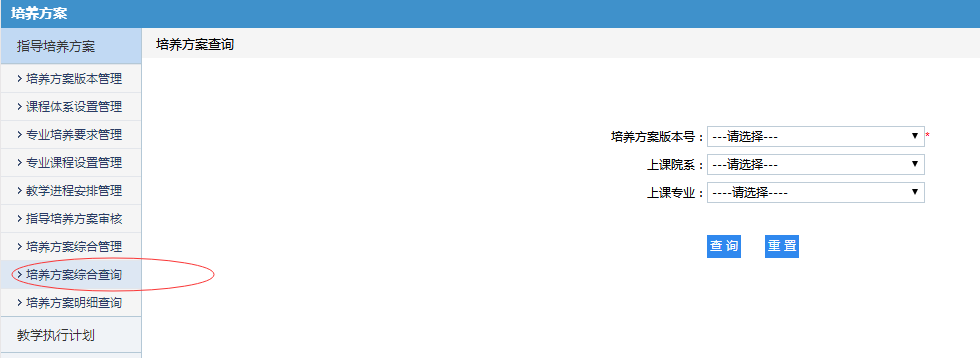 培养方案
指导培养方案
培养方案版本管理
课程体系设置管理
专业培养要求管理
专业课程设置管理
教学进程安排管理
指导培养方案审核
培养方案综合管理
培养方案综合查询
培养方案明细查询
教学执行计划
培养方案查询
培养方案版本号：---请选择---*
上课院系：---请选择---
上课专业：----请选择----
查 询 重 置